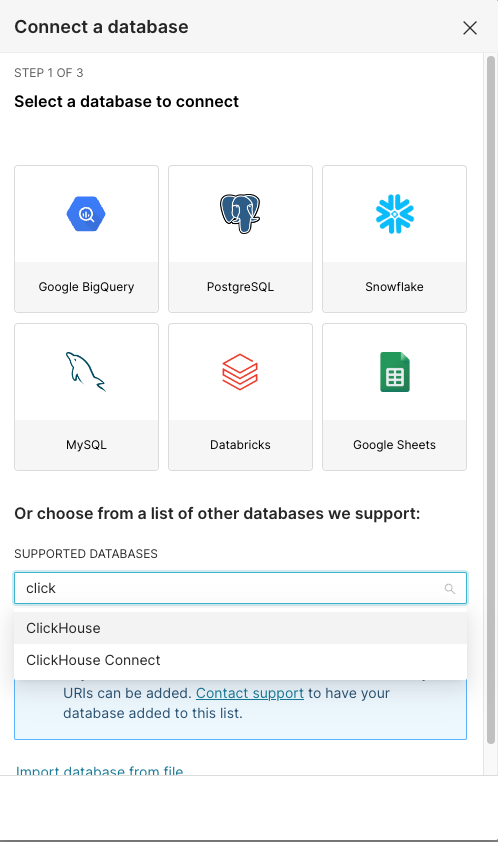 Connect a database
STEP 1 OF 3
Select a database to connect
Google BigQuery
PostgreSQL
Snowflake
MySQL
Databricks
Google Sheets
Or choose from a list of other databases we support:
SUPPORTED DATABASES
click
ClickHouse
ClickHouse Connect
URIs can be added. Contact support to have your
database added to this list.
Import database from file